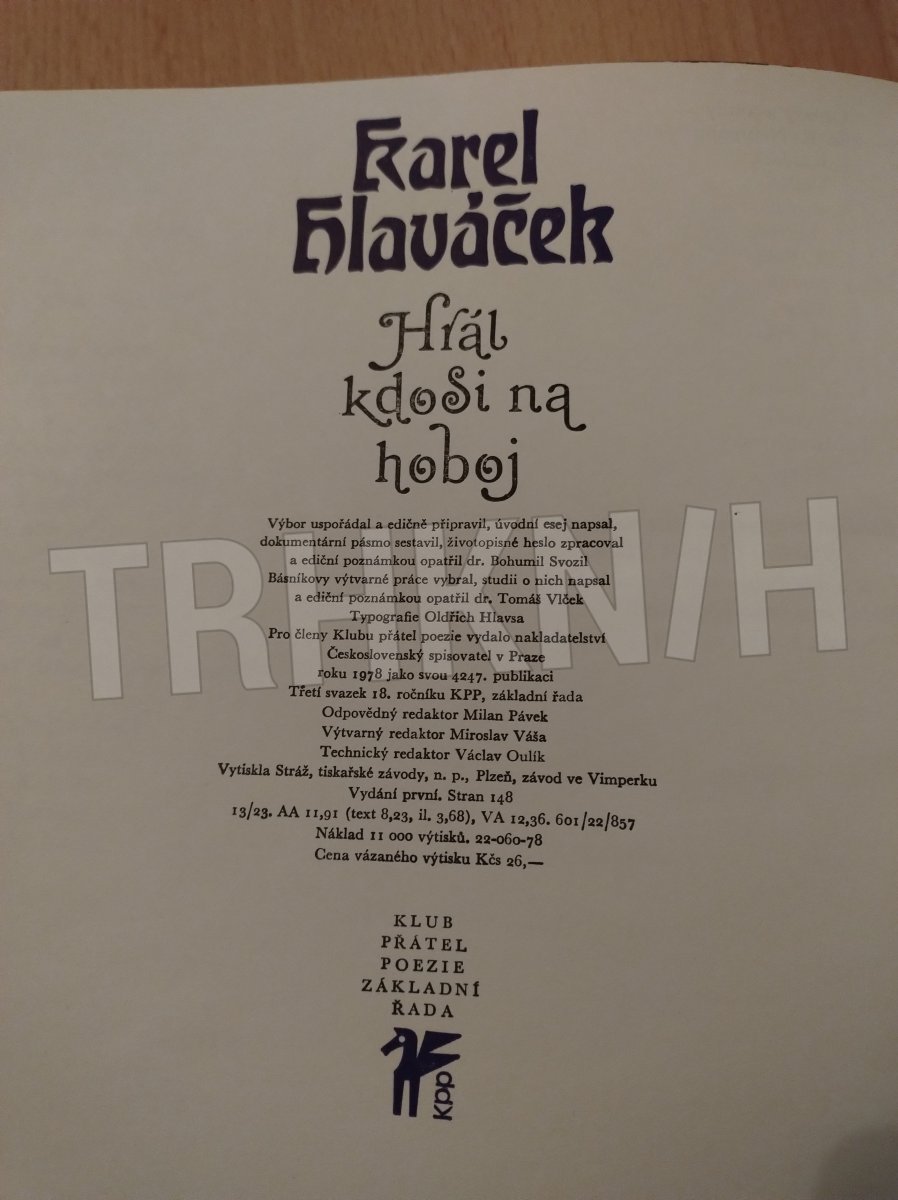 Karel
Hlaváček
Hrál
kdosi na
hoboj
Výbor uspořádal a edičně připravil, úvodní esej napsal,
dokumentární pásmo sestavil, životopisné heslo zpracoval
a ediční poznámkou opatřil dr. Bohumil Svozil
Básníkovy výtvarné práce vybral, studii o nich napsal
a ediční poznámkou opatřil dr. Tomáš Vlček
Typografie Oldřich Hlavsa
Pro členy Klubu přátel poezie vydalo nakladatelství
Československý spisovatel v Praze
roku 1978 jako svou 4247. publikaci
Třetí svazek 18. ročníku KPP, základní řada
Odpovědný redaktor Milan Pávek
Výtvarný redaktor Miroslav Váša
Technický redaktor Václav Oulík
Vytiskla Stráž, tiskařské závody, n. p., Plzeň, závod ve Vimperku
Vydání první. Stran 148
13/23. AA 11,91 (text 8,23, il. 3,68), VA 12,36. 601/22/857
Náklad 11 000 výtisků. 22-060-78
Cena vázaného výtisku Kčs 26,—
KLUB
PŘÁTEL
POEZIE
ZÁKLADNÍ
ŘADA
kpp
TRHKNIH